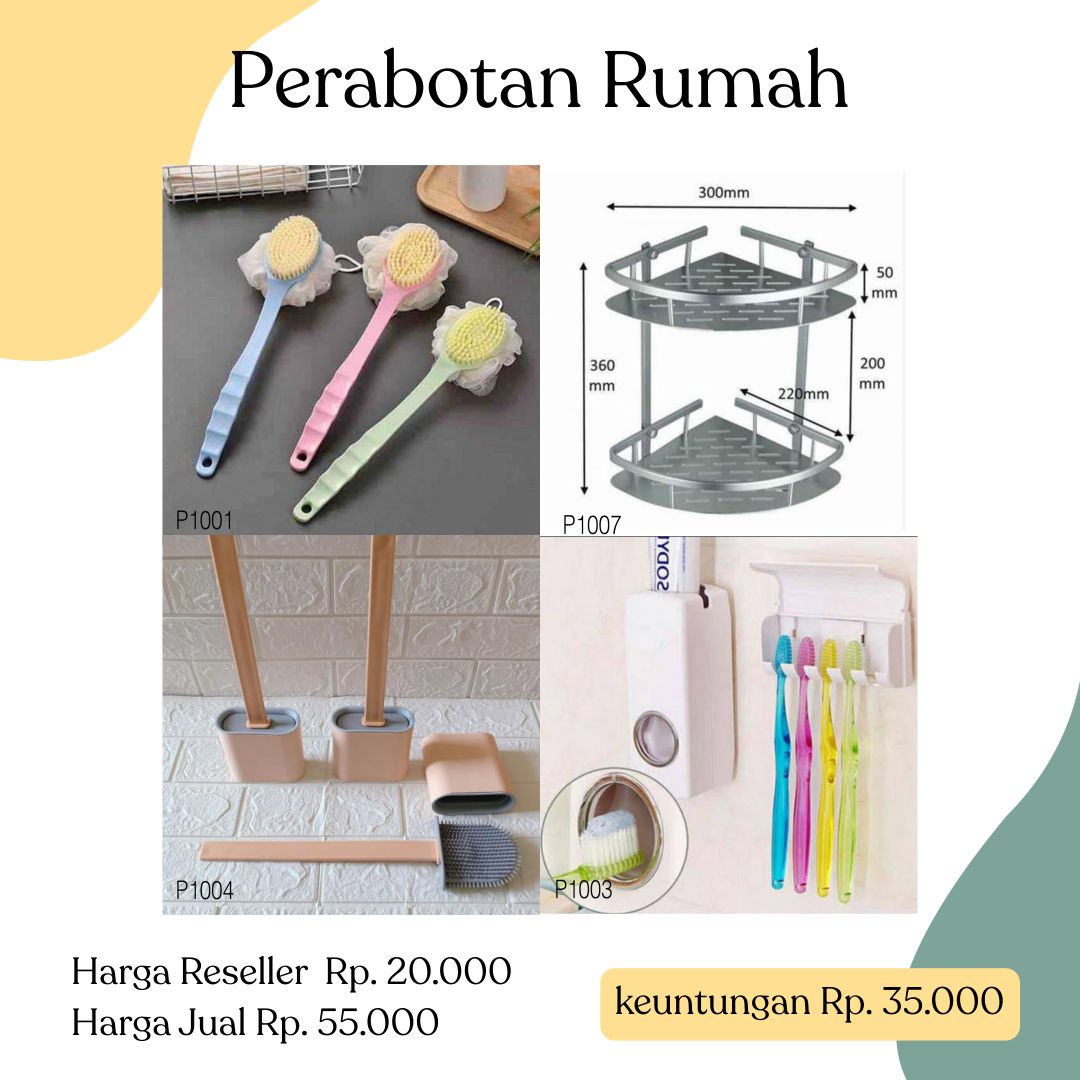 Perabotan Rumah
300mm
50
mm
360
mm
200
mm
220mm
P1001
P1007
P1004
P1003
Harga Reseller Rp. 20.000
Harga Jual Rp. 55.000
keuntungan Rp. 35.000